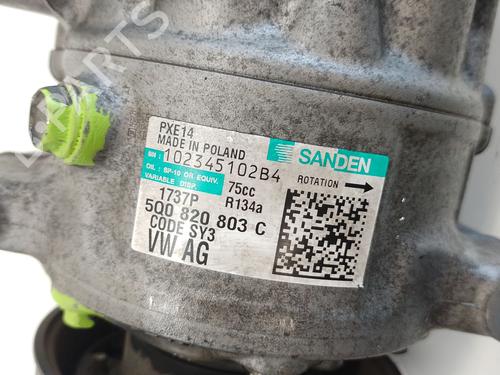 PXE14
MADE IN POLAND
SANDEN
S/N : 102345102B4
OIL : SP-10 OR EQUIV. 75cc
VARIABLE DISP. R134a
ROTATION
1737P
5Q0 820 803 C
CODE SY3
VW AG